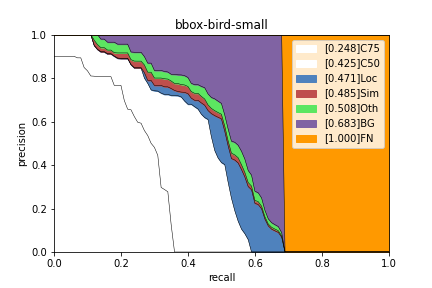 bbox-bird-small
1.0
0.8
0.6
0.4
0.2
0.0
precision
[0.248]C75
[0.425]C50
[0.471]Loc
[0.485]Sim
[0.508]Oth
[0.683]BG
[1.000]FN
0.0 0.2 0.4 0.6 0.8 1.0
recall